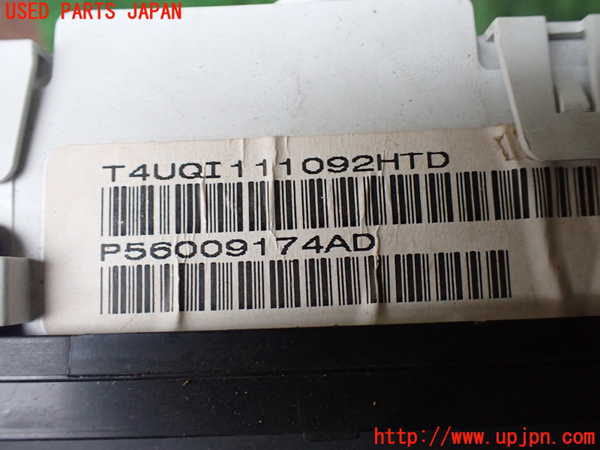 USED PARTS JAPAN
T4UQI111092HTD
P56009174AD
http://www.upjpn.com/